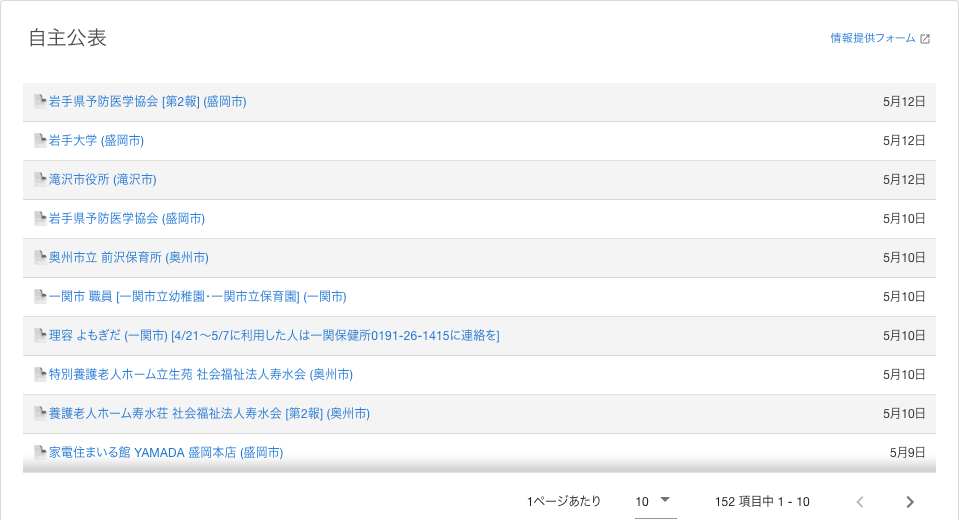 自主公表
情報提供フォーム
岩手県予防医学協会 [第2報] (盛岡市) 5月12日
岩手大学 (盛岡市) 5月12日
滝沢市役所 (滝沢市) 5月12日
岩手県予防医学協会 (盛岡市) 5月10日
奥州市立 前沢保育所 (奥州市) 5月10日
一関市 職員 [一関市立幼稚園･一関市立保育園] (一関市) 5月10日
理容 よもぎだ (一関市) [4/21〜5/7に利用した人は一関保健所0191-26-1415に連絡を] 5月10日
特別養護老人ホーム立生苑 社会福祉法人寿水会 (奥州市) 5月10日
養護老人ホーム寿水荘 社会福祉法人寿水会 [第2報] (奥州市) 5月10日
家電住まいる館 YAMADA 盛岡本店 (盛岡市) 5月9日
1ページあたり 10 152 項目中 1 - 10